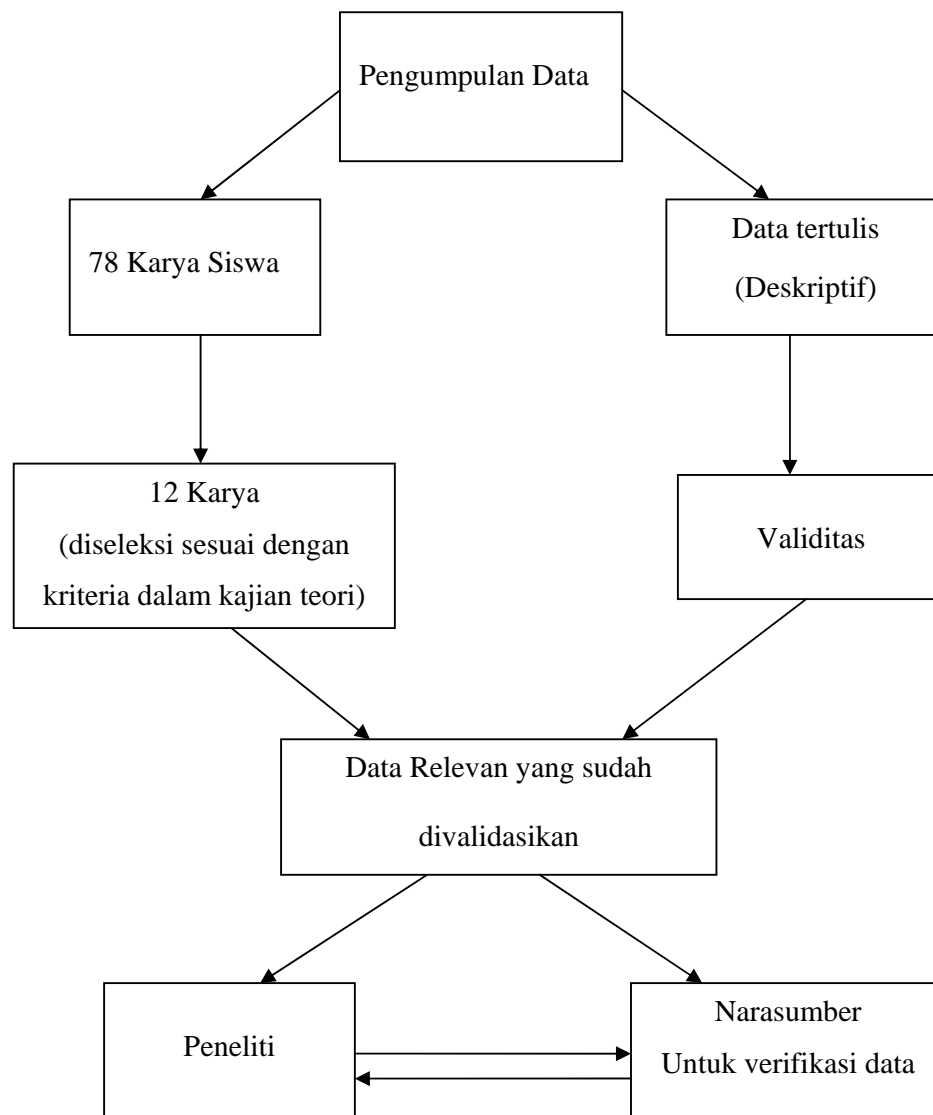 Pengumpulan Data
78 Karya Siswa
Data tertulis
(Deskriptif)
12 Karya
(diseleksi sesuai dengan
kriteria dalam kajian teori)
Validitas
Data Relevan yang sudah
divalidasikan
Peneliti
Narasumber
Untuk verifikasi data